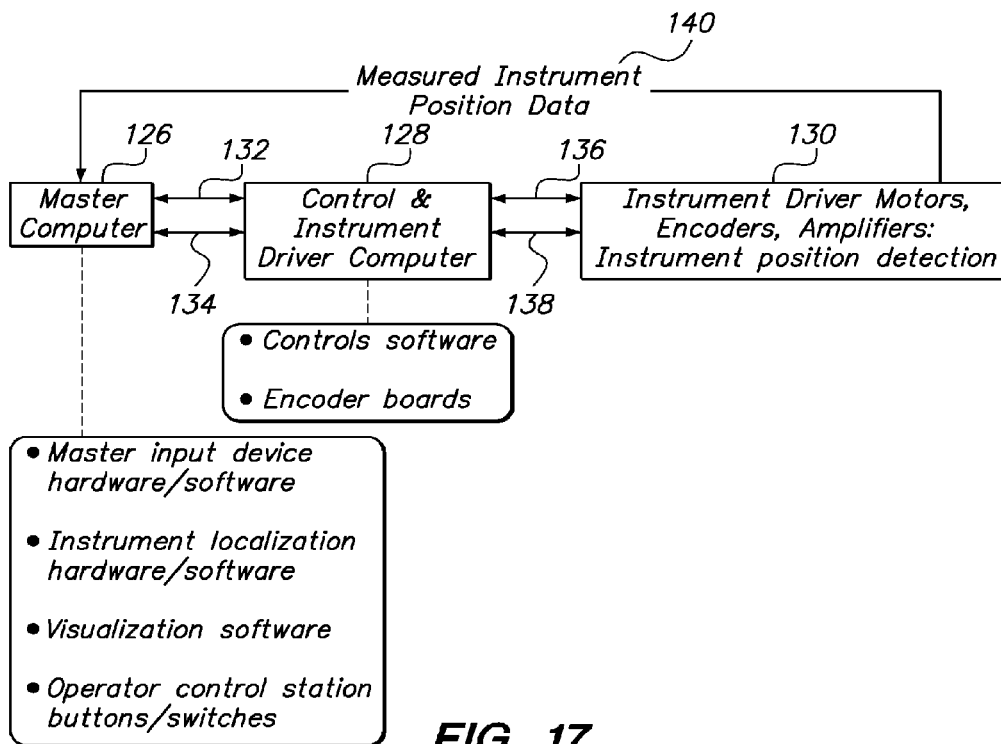 140
Measured Instrument
Position Data
126
132
128
136
130
Master
Computer
Control &
Instrument
Driver Computer
Instrument Driver Motors,
Encoders, Amplifiers:
Instrument position detection
134
138
• Controls software
• Encoder boards
• Master input device
hardware/software
• Instrument localization
hardware/software
• Visualization software
• Operator control station
buttons/switches
FIG. 17